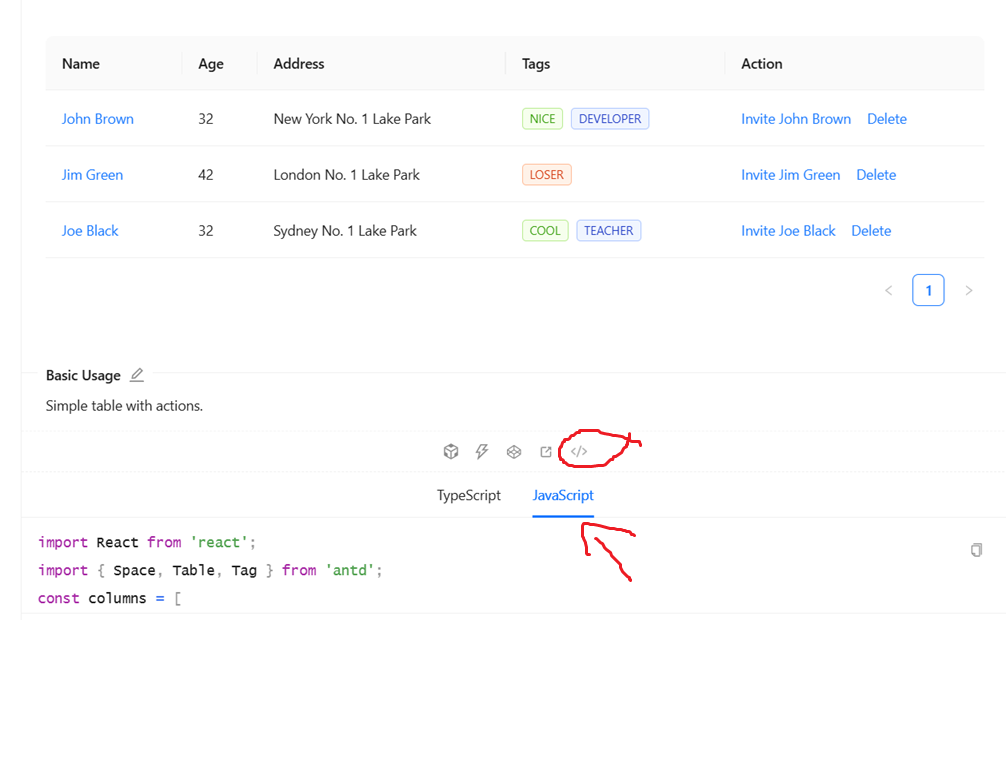 Name Age Address Tags Action
John Brown 32 New York No. 1 Lake Park NICE DEVELOPER Invite John Brown Delete
Jim Green 42 London No. 1 Lake Park LOSER Invite Jim Green Delete
Joe Black 32 Sydney No. 1 Lake Park COOL TEACHER Invite Joe Black Delete
< 1 >
Basic Usage
Simple table with actions.
</>
TypeScript JavaScript
import React from 'react';
import { Space, Table, Tag } from 'antd';
const columns = [